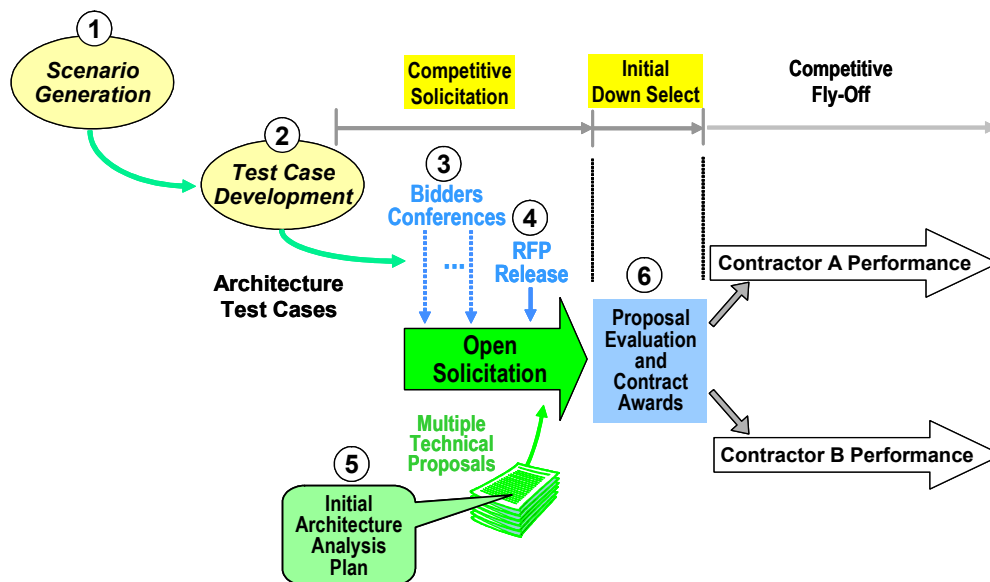 1
Scenario
Generation
2
Test Case
Development
Competitive
Solicitation
Initial
Down Select
Competitive
Fly-Off
3
Bidders
Conferences
...
4
RFP
Release
Architecture
Test Cases
Open
Solicitation
6
Proposal
Evaluation
and
Contract
Awards
Contractor A Performance
Contractor B Performance
Multiple
Technical
Proposals
5
Initial
Architecture
Analysis
Plan